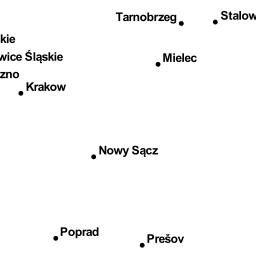 Tarnobrzeg
Stalow
kie
Mielec
wice Śląskie
zno
Krakow
Nowy Sącz
Poprad
Prešov